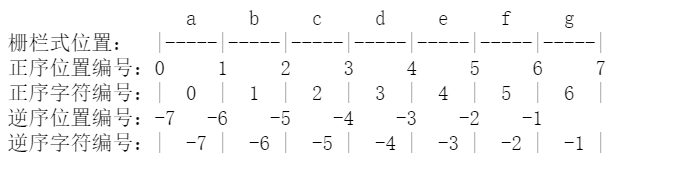 a b c d e f g
栅栏式位置： |-----|-----|-----|-----|-----|-----|-----|
正序位置编号：0 1 2 3 4 5 6 7
正序字符编号：| 0 | 1 | 2 | 3 | 4 | 5 | 6 |
逆序位置编号：-7 -6 -5 -4 -3 -2 -1
逆序字符编号：| -7 | -6 | -5 | -4 | -3 | -2 | -1 |